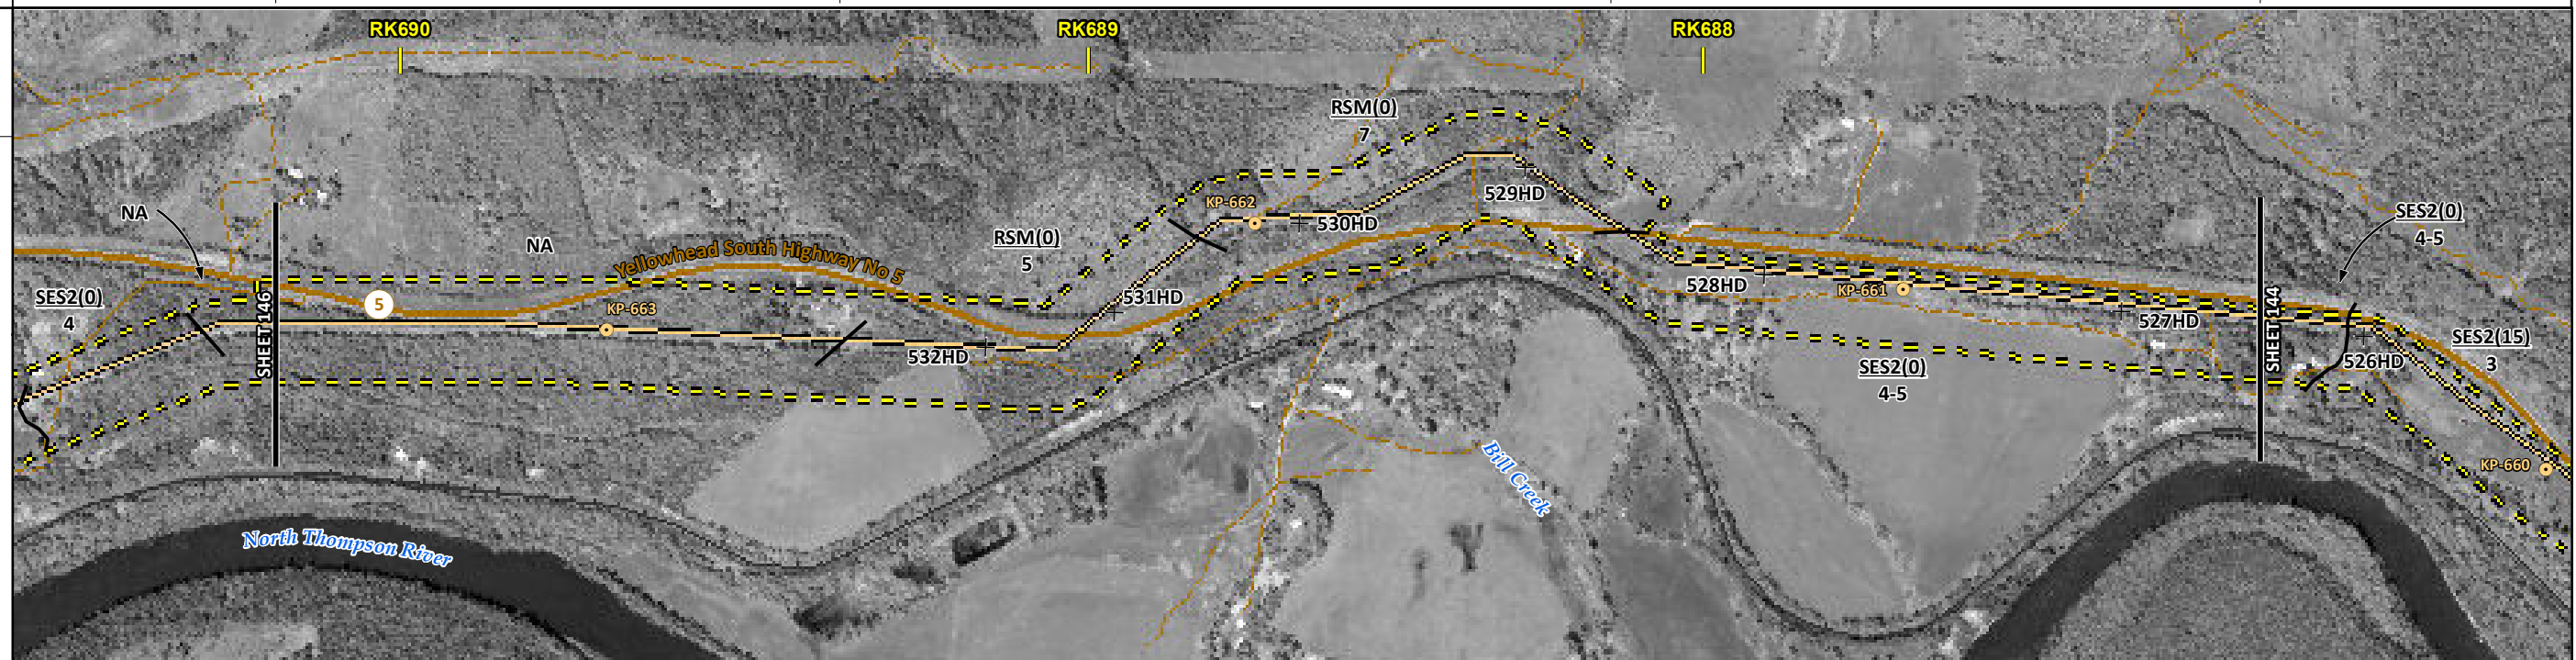 RK690
RK689
RK688
RSM(0)
7
NA
KP-662
529HD
530HD
SES2(0)
4-5
NA
RSM(0)
5
Yellowhead South Highway No 5
5
SES2(0)
4
SHEET 146
KP-663
531HD
532HD
528HD
KP-661
527HD
SHEET 144
526HD
SES2(15)
3
SES2(0)
4-5
KP-660
Bill Creek
North Thompson River